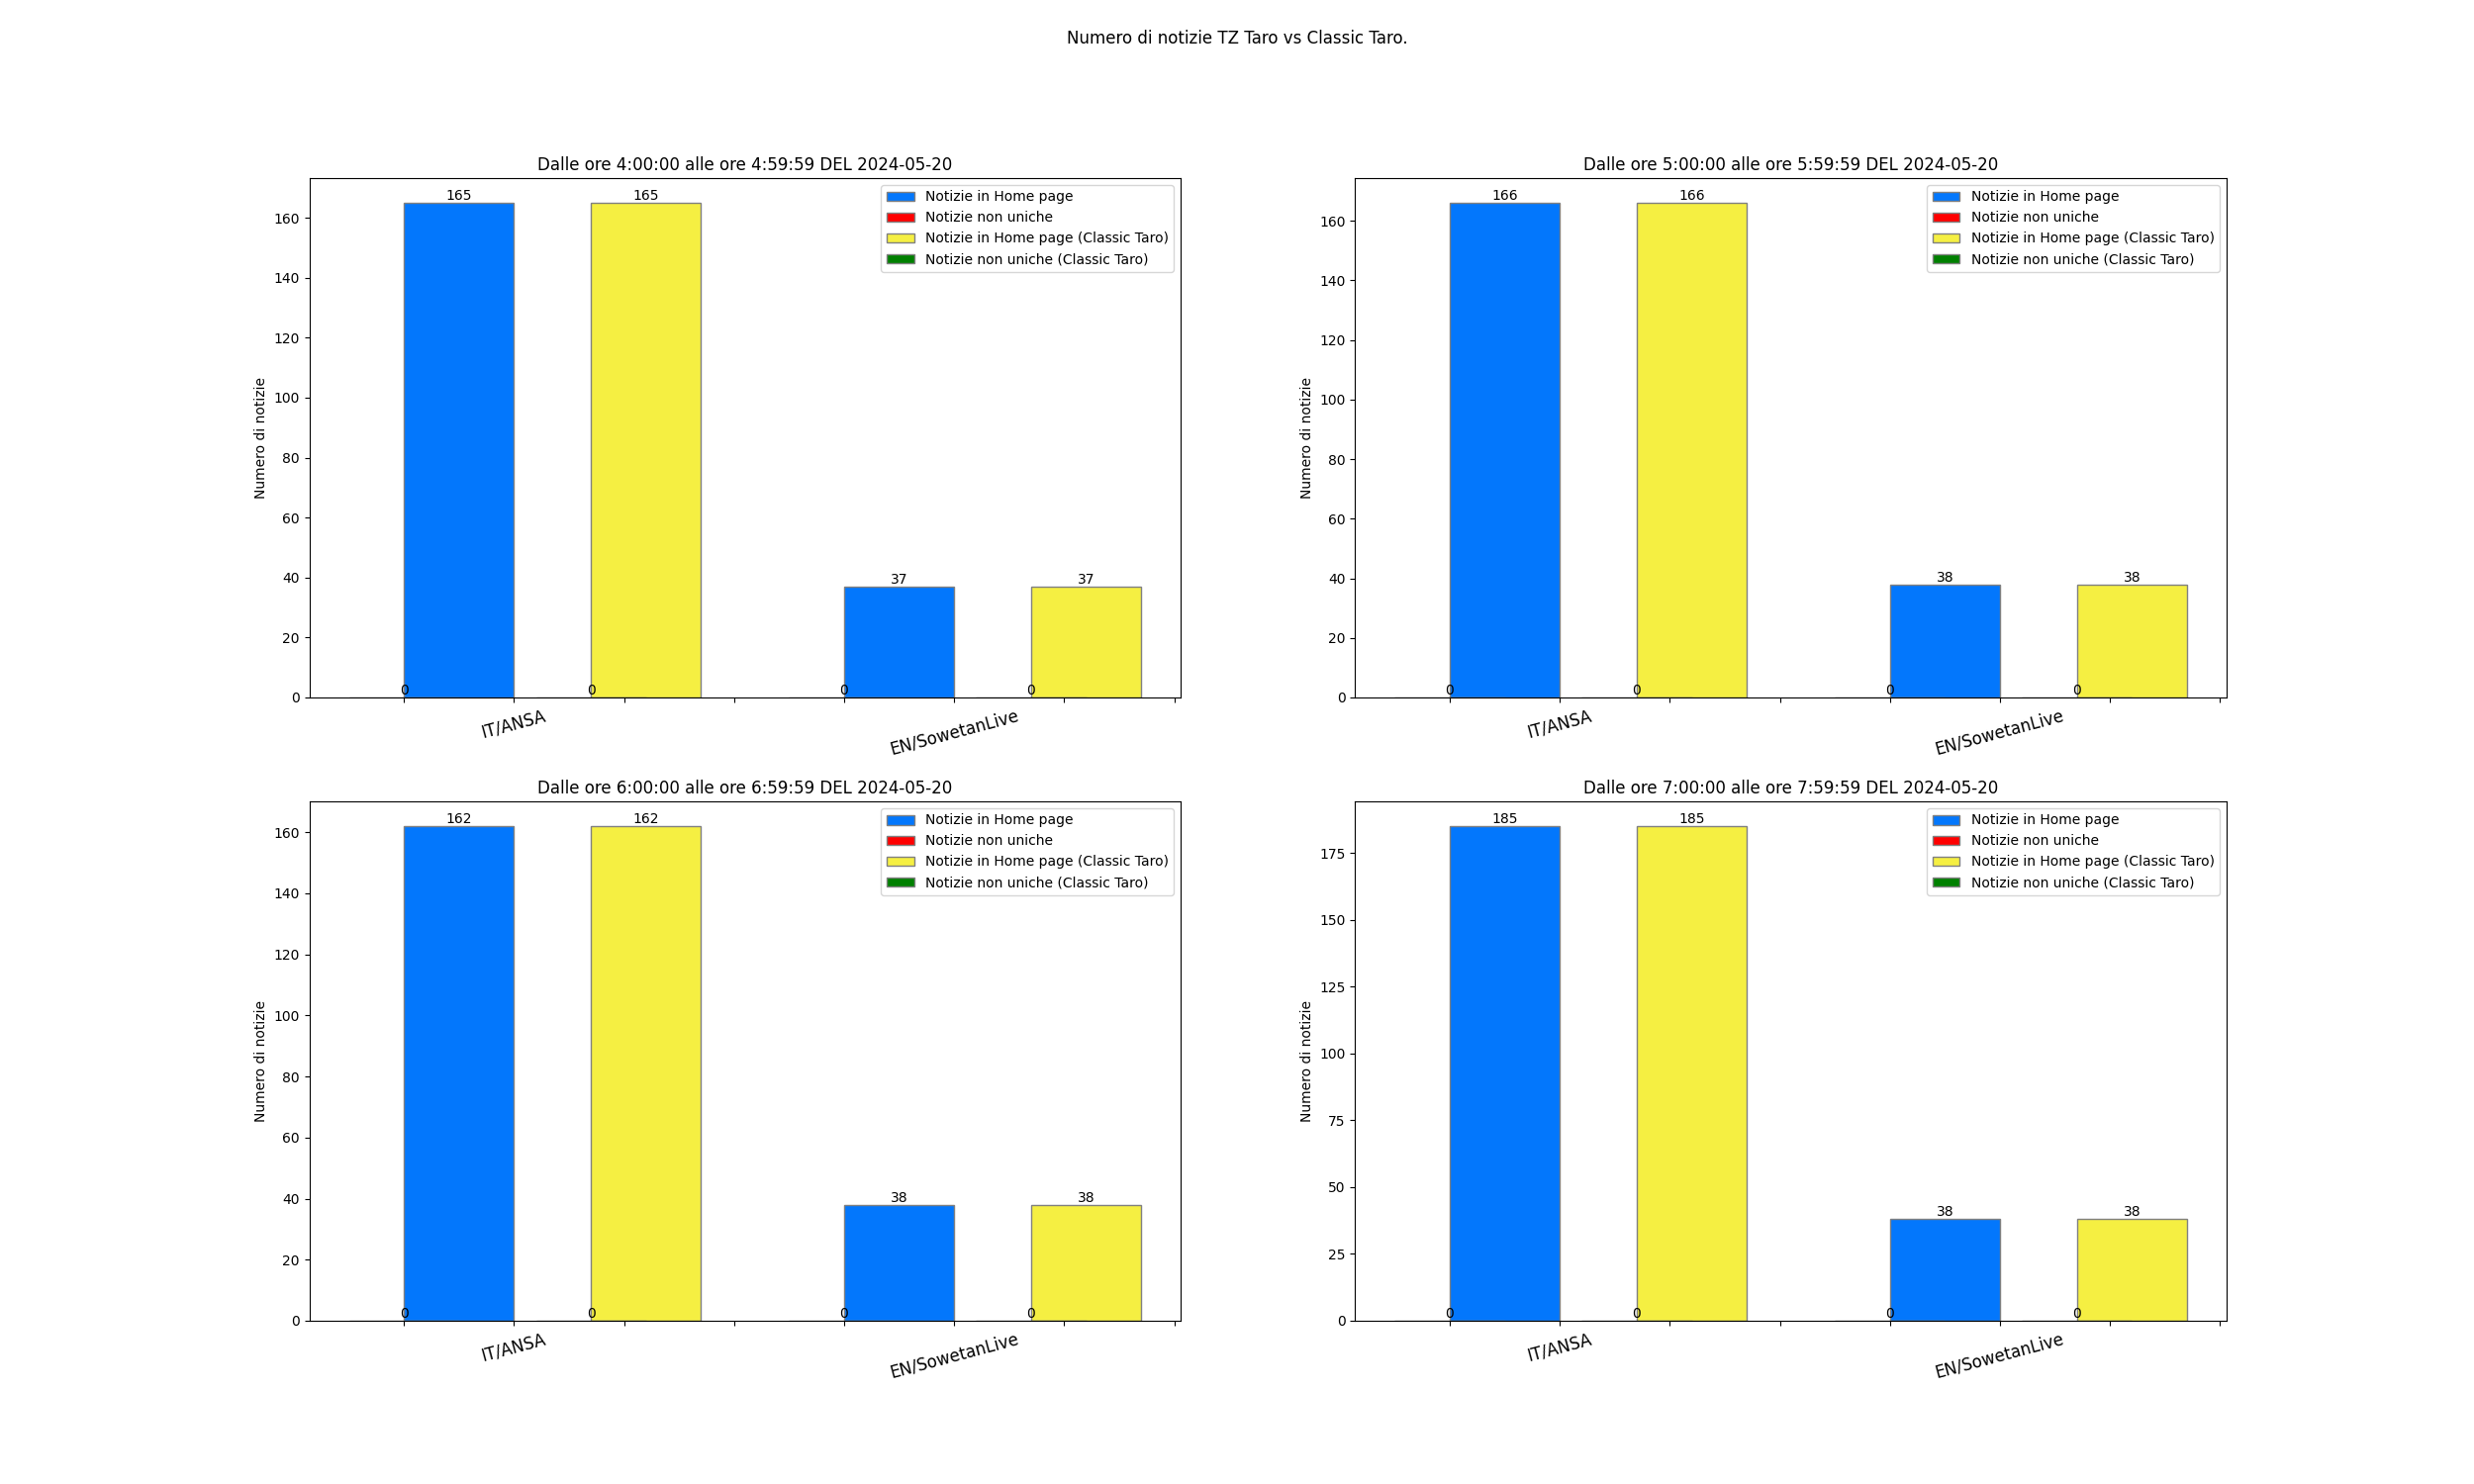 Numero di notizie TZ Taro vs Classic Taro.
Dalle ore 4:00:00 alle ore 4:59:59 DEL 2024-05-20
Numero di notizie
160
140
120
100
80
60
40
20
0
165
165
37
37
0
0
0
0
Notizie in Home page
Notizie non uniche
Notizie in Home page (Classic Taro)
Notizie non uniche (Classic Taro)
IT/ANSA
EN/SowetanLive
Dalle ore 5:00:00 alle ore 5:59:59 DEL 2024-05-20
Numero di notizie
160
140
120
100
80
60
40
20
0
166
166
38
38
0
0
0
0
Notizie in Home page
Notizie non uniche
Notizie in Home page (Classic Taro)
Notizie non uniche (Classic Taro)
IT/ANSA
EN/SowetanLive
Dalle ore 6:00:00 alle ore 6:59:59 DEL 2024-05-20
Numero di notizie
160
140
120
100
80
60
40
20
0
162
162
38
38
0
0
0
0
Notizie in Home page
Notizie non uniche
Notizie in Home page (Classic Taro)
Notizie non uniche (Classic Taro)
IT/ANSA
EN/SowetanLive
Dalle ore 7:00:00 alle ore 7:59:59 DEL 2024-05-20
Numero di notizie
175
150
125
100
75
50
25
0
185
185
38
38
0
0
0
0
Notizie in Home page
Notizie non uniche
Notizie in Home page (Classic Taro)
Notizie non uniche (Classic Taro)
IT/ANSA
EN/SowetanLive